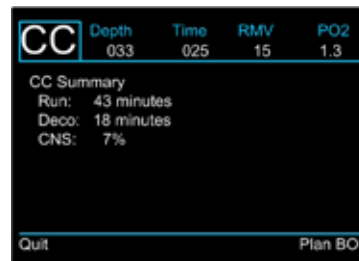 CC Depth Time RMV PO2
033 025 15 1.3
CC Summary
Run: 43 minutes
Deco: 18 minutes
CNS: 7%
Quit Plan BO